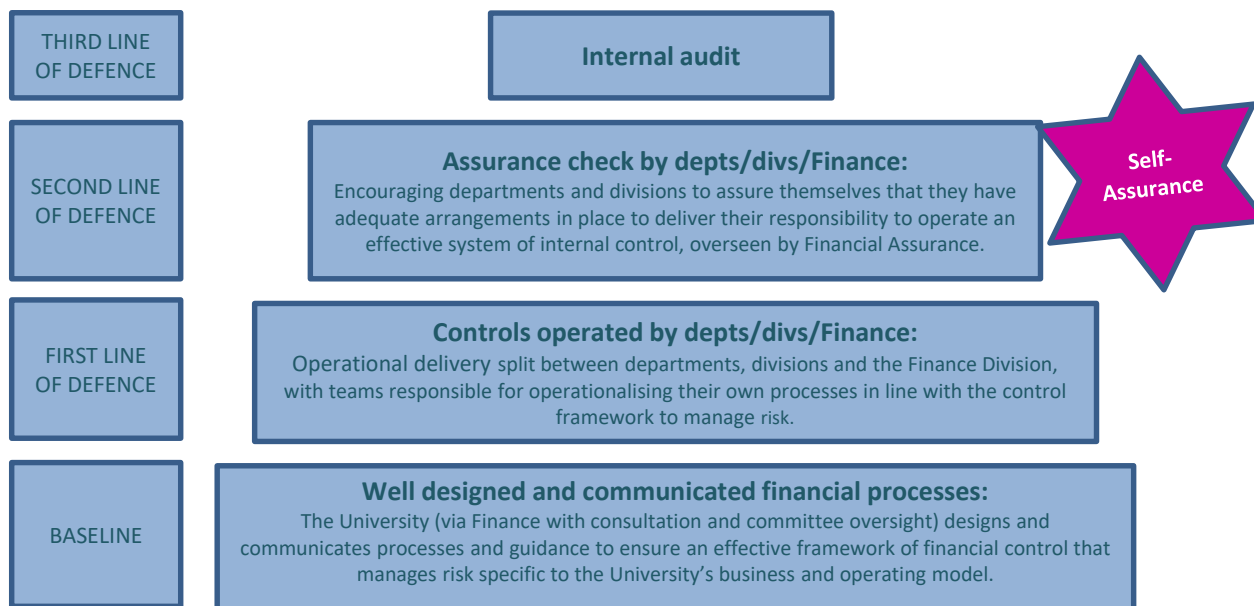 THIRD LINE
OF DEFENCE
Internal audit
SECOND LINE
OF DEFENCE
Assurance check by depts/divs/Finance:
Encouraging departments and divisions to assure themselves that they have
adequate arrangements in place to deliver their responsibility to operate an
effective system of internal control, overseen by Financial Assurance.
Self-
Assurance
FIRST LINE
OF DEFENCE
Controls operated by depts/divs/Finance:
Operational delivery split between departments, divisions and the Finance Division,
with teams responsible for operationalising their own processes in line with the control
framework to manage risk.
BASELINE
Well designed and communicated financial processes:
The University (via Finance with consultation and committee oversight) designs and
communicates processes and guidance to ensure an effective framework of financial control that
manages risk specific to the University’s business and operating model.